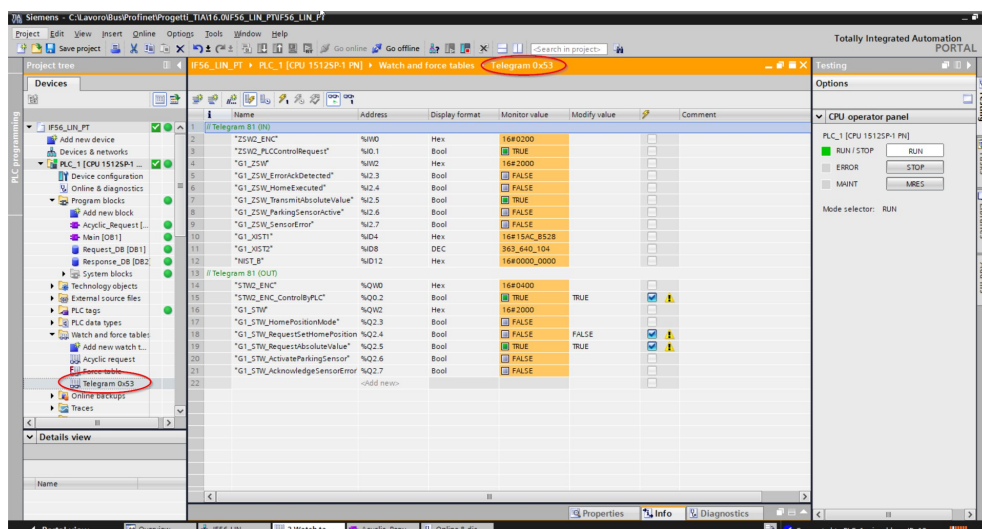 Siemens - C:\Lavoro\Bus\Profinet\Progetti_TIA\16.0\IF56_LIN_PT\IF56_LIN_PT
Project Edit View Insert Online Options Tools Window Help
Totally Integrated Automation
PORTAL
Save project Go online Go offline <Search in project>
Project tree
IF56_LIN_PT PLC_1 [CPU 1512SP-1 PN] Watch and force tables Telegram 0x53
Testing
Devices
Options
PLC programming
i Name Address Display format Monitor value Modify value Comment
IF56_LIN_PT
Add new device
Devices & networks
PLC_1 [CPU 1512SP-1 ...
Device configuration
Online & diagnostics
Program blocks
Add new block
Acyclic_Request [...
Main [OB1]
Request_DB [DB1]
Response_DB [DB2
System blocks
Technology objects
External source files
PLC tags
PLC data types
Watch and force tables
Add new watch t...
Acyclic request
Force table
Telegram 0x53
Online backups
Traces
1 // Telegram 81 (IN)
2 "ZSW2_ENC" %IW0 Hex 16#0200
3 "ZSW2_PLCControlRequest" %I0.1 Bool TRUE
4 "G1_ZSW" %IW2 Hex 16#2000
5 "G1_ZSW_ErrorAckDetected" %I2.3 Bool FALSE
6 "G1_ZSW_HomeExecuted" %I2.4 Bool FALSE
7 "G1_ZSW_TransmitAbsoluteValue" %I2.5 Bool TRUE
8 "G1_ZSW_ParkingSensorActive" %I2.6 Bool FALSE
9 "G1_ZSW_SensorError" %I2.7 Bool FALSE
10 "G1_XIST1" %ID4 Hex 16#15AC_B528
11 "G1_XIST2" %ID8 DEC 363_640_104
12 "NIST_B" %ID12 Hex 16#0000_0000
13 // Telegram 81 (OUT)
14 "STW2_ENC" %QW0 Hex 16#0400
15 "STW2_ENC_ControlByPLC" %Q0.2 Bool TRUE TRUE
16 "G1_STW" %QW2 Hex 16#2000
17 "G1_STW_HomePositionMode" %Q2.3 Bool FALSE
18 "G1_STW_RequestSetHomePosition %Q2.4 Bool FALSE FALSE
19 "G1_STW_RequestAbsoluteValue" %Q2.5 Bool TRUE TRUE
20 "G1_STW_ActivateParkingSensor" %Q2.6 Bool FALSE
21 "G1_STW_AcknowledgeSensorError %Q2.7 Bool FALSE
22 <Add new>
CPU operator panel
PLC_1 [CPU 1512SP-1 PN]
RUN / STOP RUN
ERROR STOP
MAINT MRES
Mode selector: RUN
Details view
Name
Properties Info Diagnostics